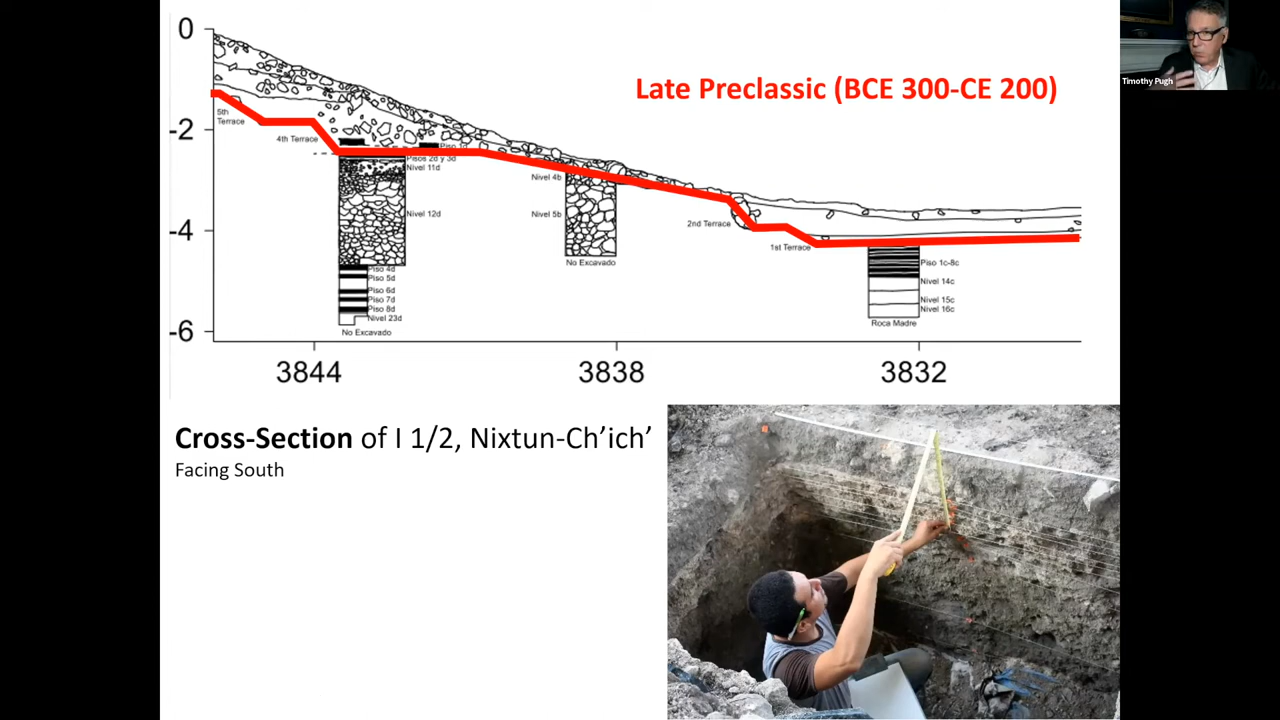 0
Late Preclassic (BCE 300-CE 200)
Timothy Pugh
5th
Terrace
-2
4th Terrace
Piso 1d
Pisos 2d y 3d
Nivel 11d
Nivel 4b
Nivel 12d
Nivel 5b
2nd Terrace
-4
1st Terrace
No Excavado
Piso 1c-8c
Piso 4d
Piso 5d
Nivel 14c
Piso 6d
Piso 7d
Nivel 15c
Piso 8d
Nivel 16c
Nivel 23d
Roca Madre
-6
No Excavado
3844
3838
3832
Cross-Section of I 1/2, Nixtun-Ch’ich’
Facing South